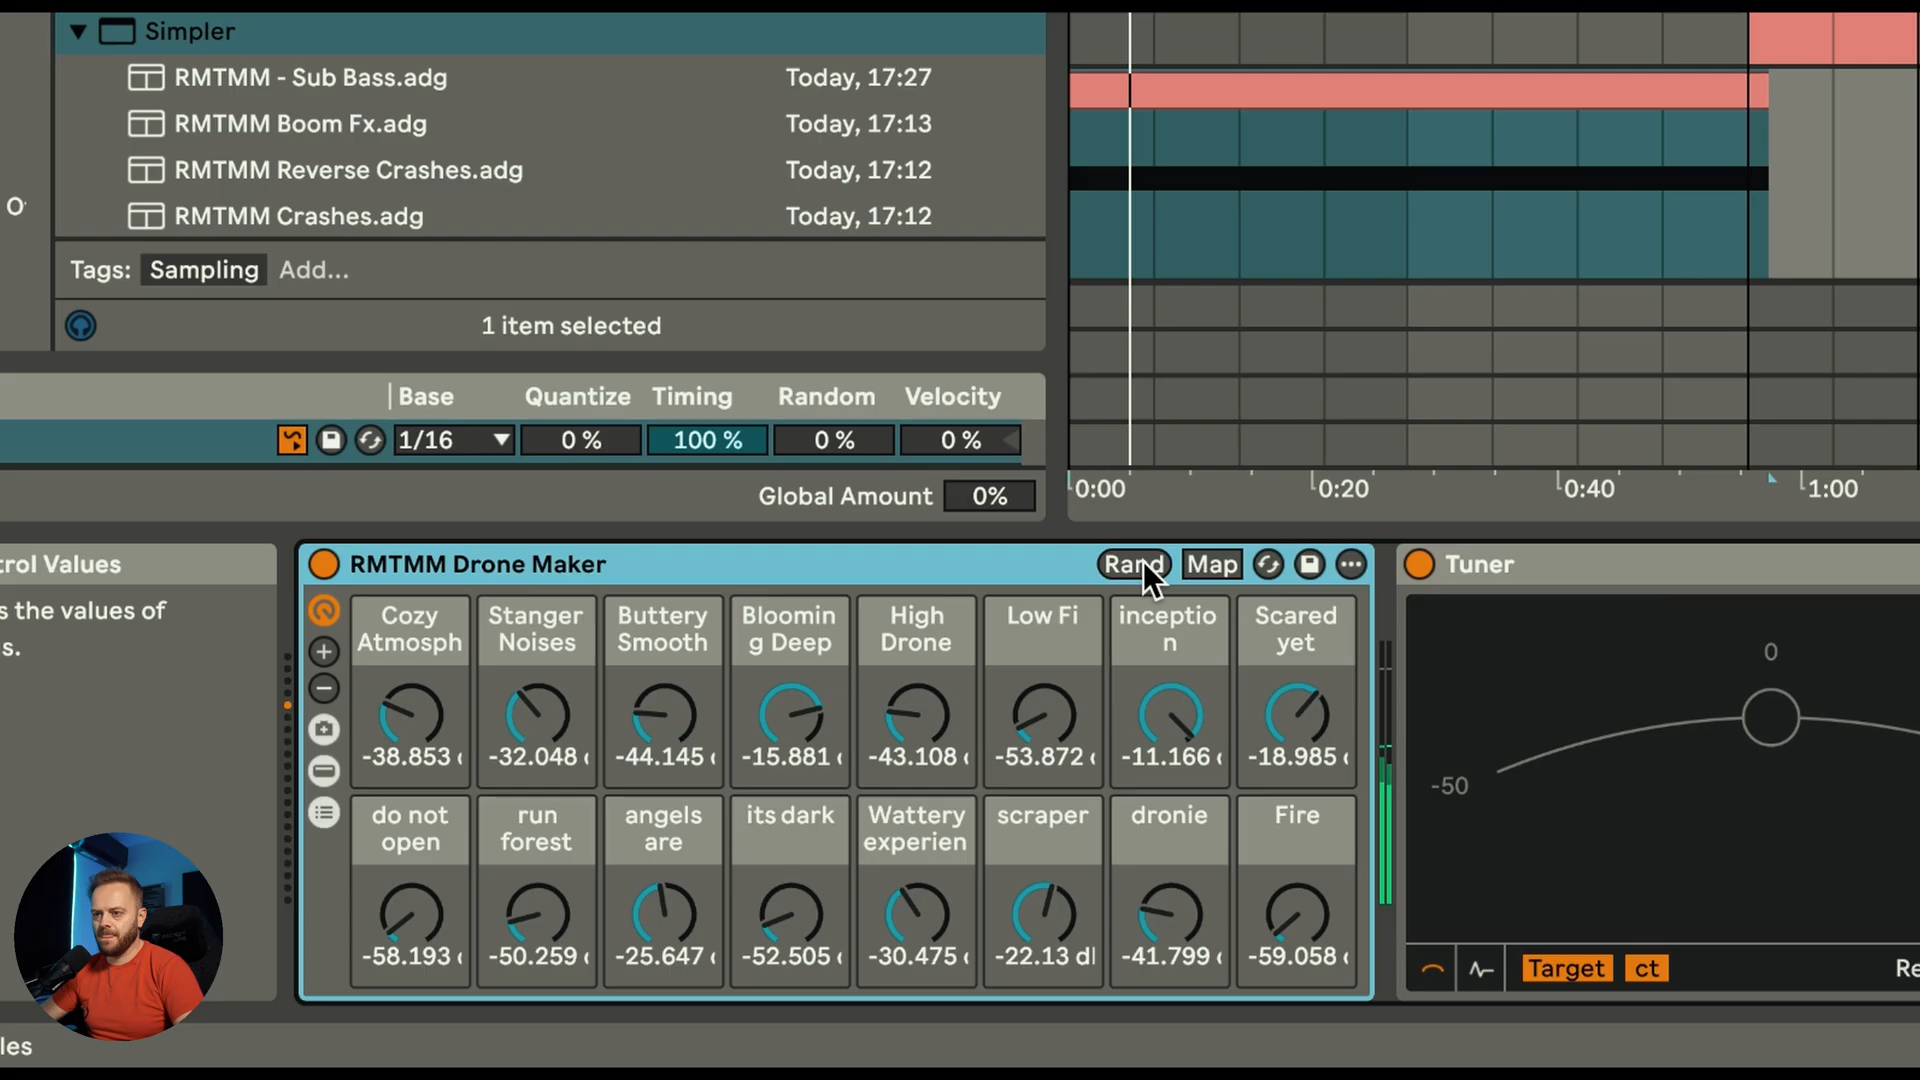 Simpler
RMTMM - Sub Bass.adg Today, 17:27
RMTMM Boom Fx.adg Today, 17:13
RMTMM Reverse Crashes.adg Today, 17:12
RMTMM Crashes.adg Today, 17:12
Tags: Sampling Add...
1 item selected
Base Quantize Timing Random Velocity
1/16 0 % 100 % 0 % 0 %
Global Amount 0%
0:00 0:20 0:40 1:00
trol Values
s the values of
s.
RMTMM Drone Maker Rand Map
Cozy
Atmosph
Stanger
Noises
Buttery
Smooth
Bloomin
g Deep
High
Drone
Low Fi
inceptio
n
Scared
yet
-38.853 -32.048 -44.145 -15.881 -43.108 -53.872 -11.166 -18.985
do not
open
run
forest
angels
are
its dark
Wattery
experien
scraper
dronie
Fire
-58.193 -50.259 -25.647 -52.505 -30.475 -22.13 dl -41.799 -59.058
Tuner
0
-50
Target ct Re
les